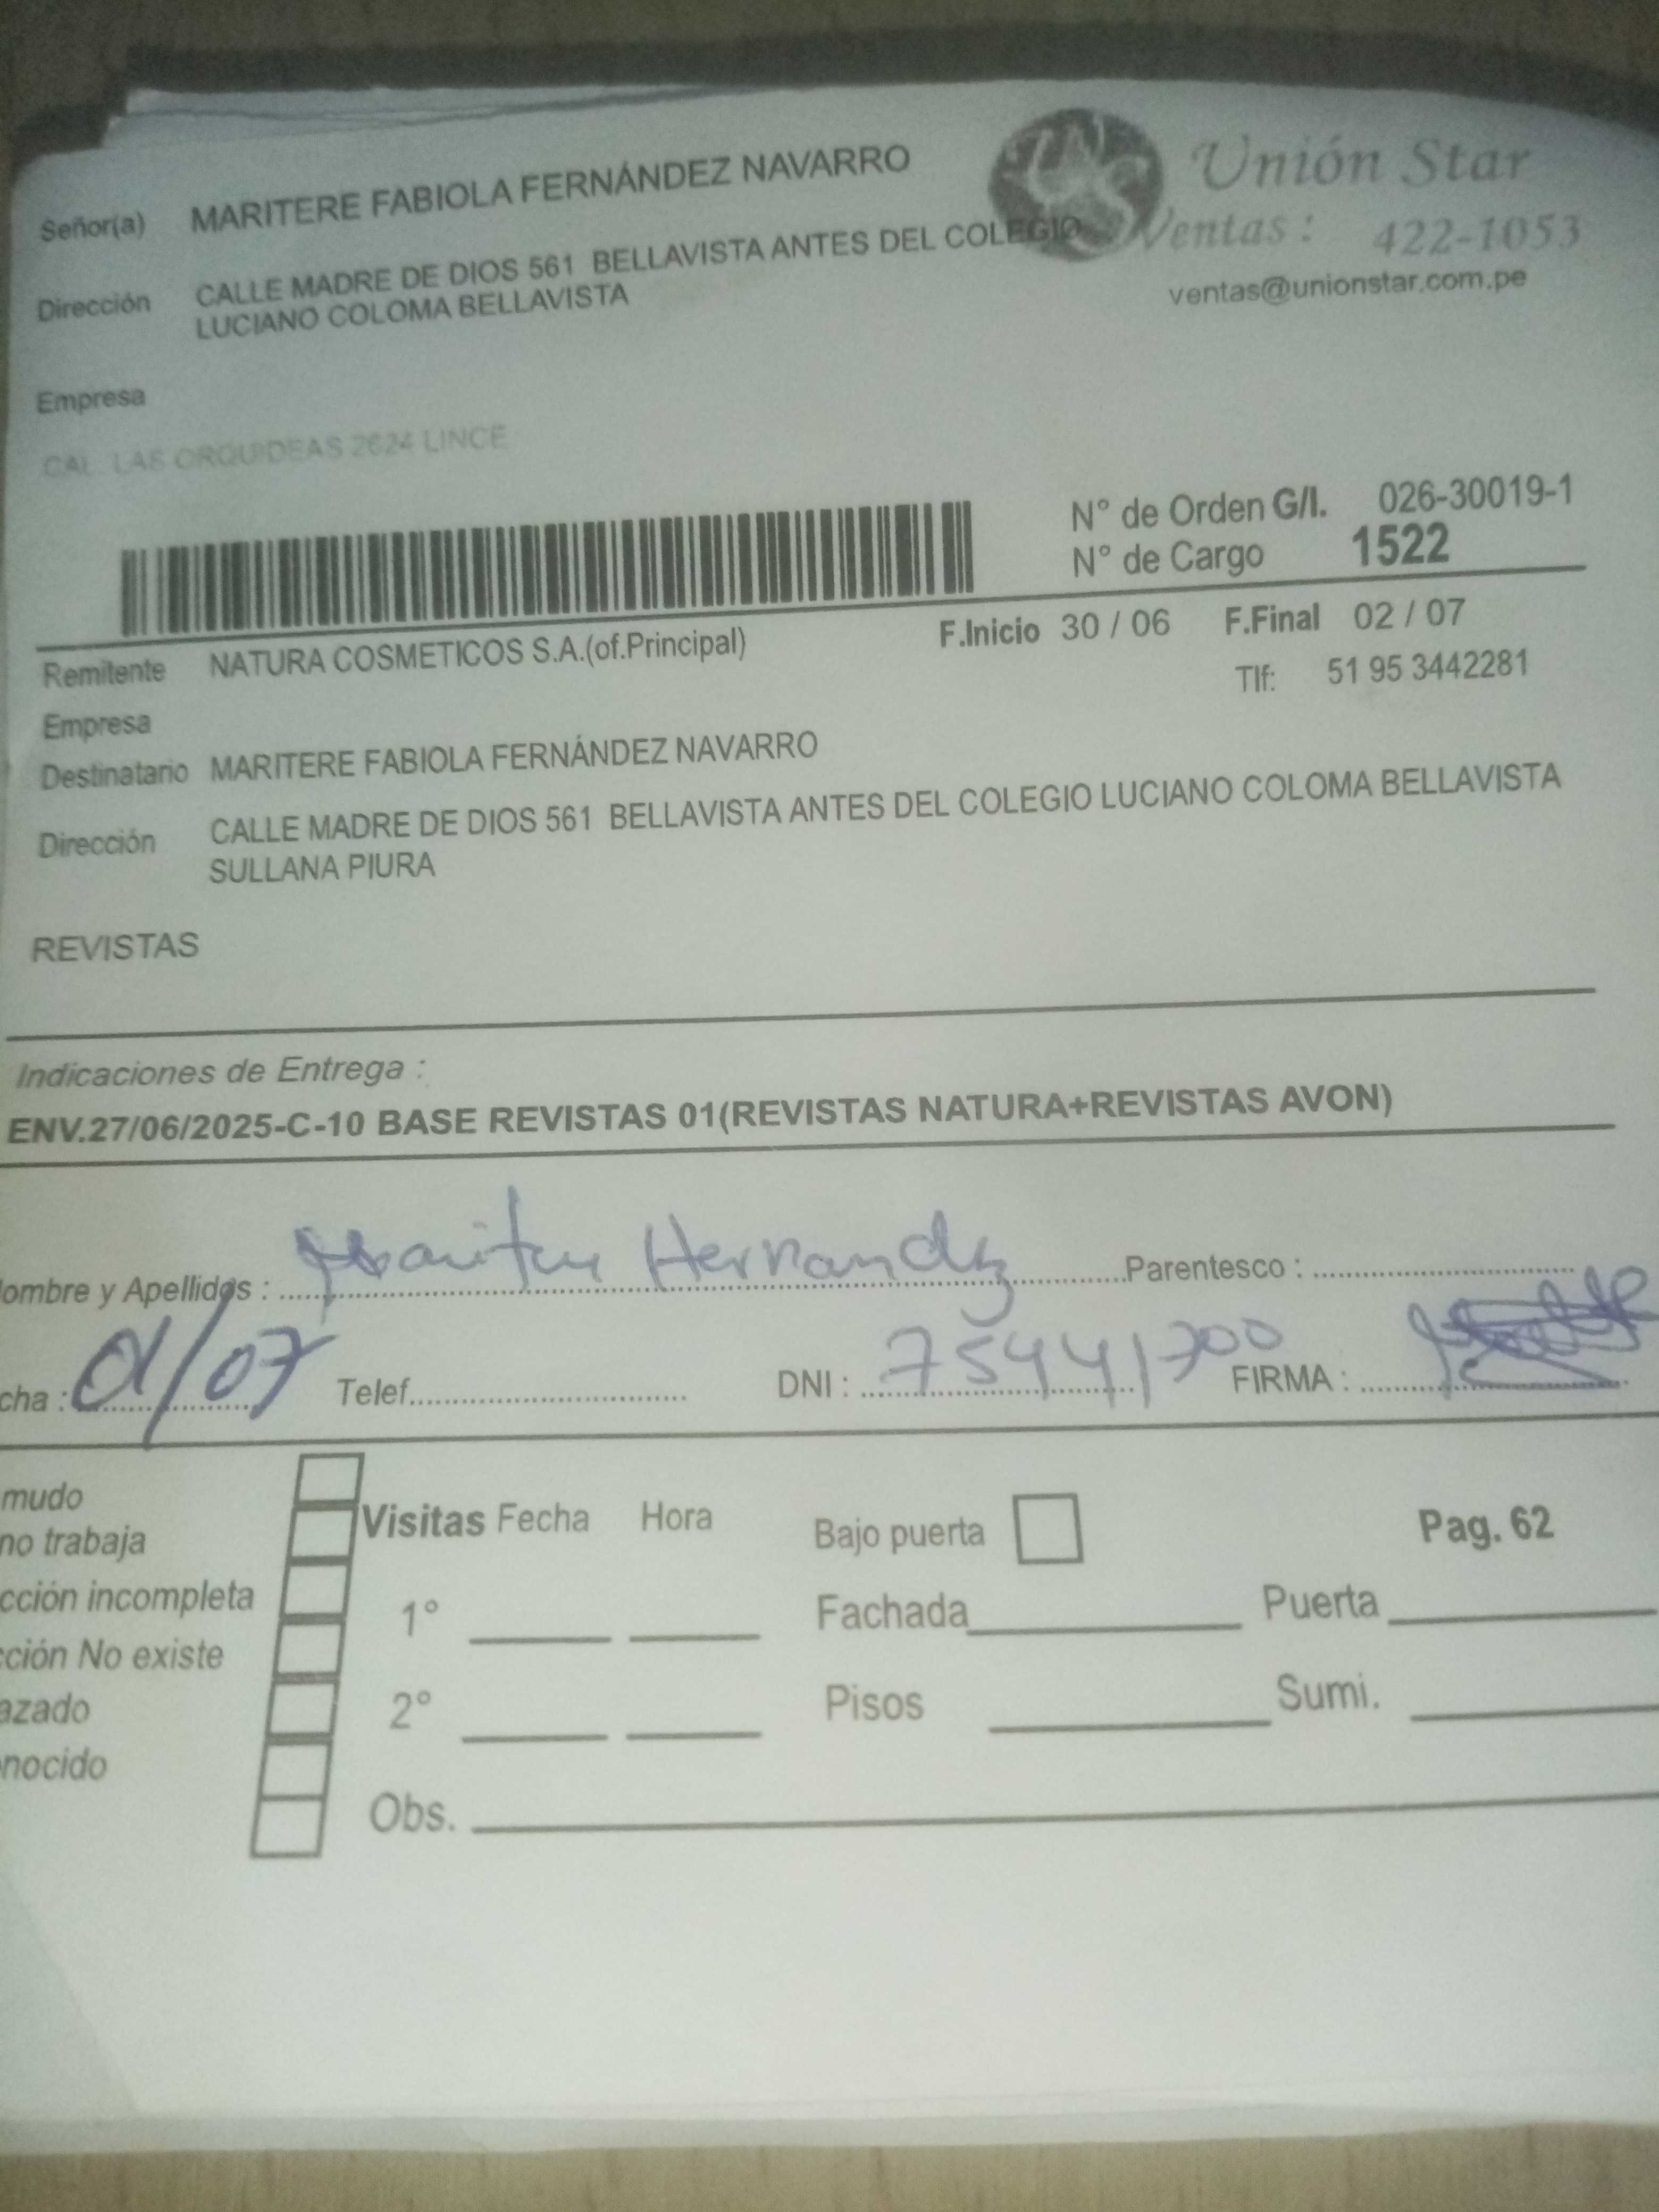 Señor(a) MARITERE FABIOLA FERNÁNDEZ NAVARRO
Unión Star
Ventas : 422-1053
ventas@unionstar.com.pe
Dirección CALLE MADRE DE DIOS 561 BELLAVISTA ANTES DEL COLEGIO
LUCIANO COLOMA BELLAVISTA
Empresa
CAL. LAS ORQUIDEAS 2624 LINCE
N° de Orden G/I. 026-30019-1
N° de Cargo 1522
Remitente NATURA COSMETICOS S.A.(of.Principal) F.Inicio 30 / 06 F.Final 02 / 07
Tlf: 51 95 3442281
Empresa
Destinatario MARITERE FABIOLA FERNÁNDEZ NAVARRO
Dirección CALLE MADRE DE DIOS 561 BELLAVISTA ANTES DEL COLEGIO LUCIANO COLOMA BELLAVISTA
SULLANA PIURA
REVISTAS
Indicaciones de Entrega :
ENV.27/06/2025-C-10 BASE REVISTAS 01(REVISTAS NATURA+REVISTAS AVON)
ombre y Apellidos : Hernandz Parentesco :
cha : 01/07 Telef. DNI : 75441700 FIRMA :
mudo
no trabaja
cción incompleta
cción No existe
azado
nocido
Visitas Fecha Hora
1°
2°
Obs.
Bajo puerta Pag. 62
Fachada Puerta
Pisos Sumi.